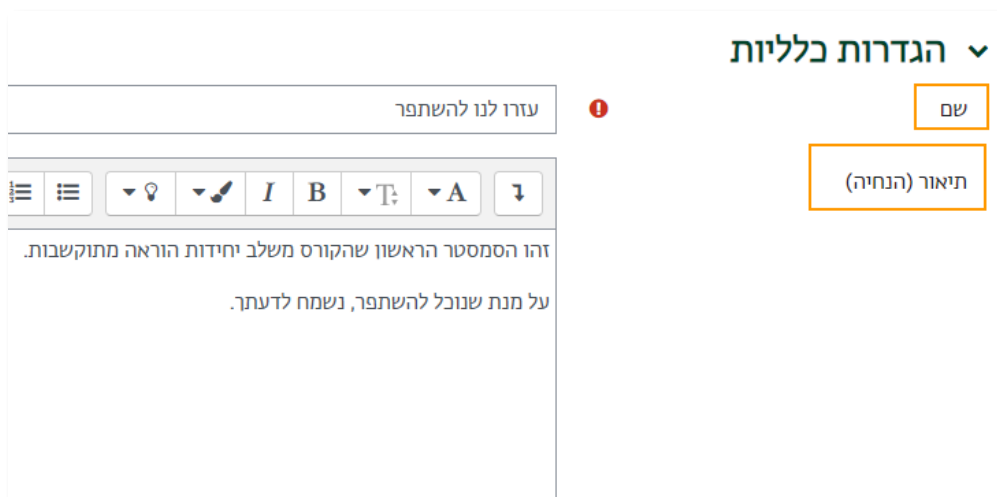 הגדרות כלליות
שם
עזרו לנו להשתפר
תיאור (הנחיה)
A T B I
זהו הסמסטר הראשון שהקורס משלב יחידות הוראה מתוקשבות.
על מנת שנוכל להשתפר, נשמח לדעתך.